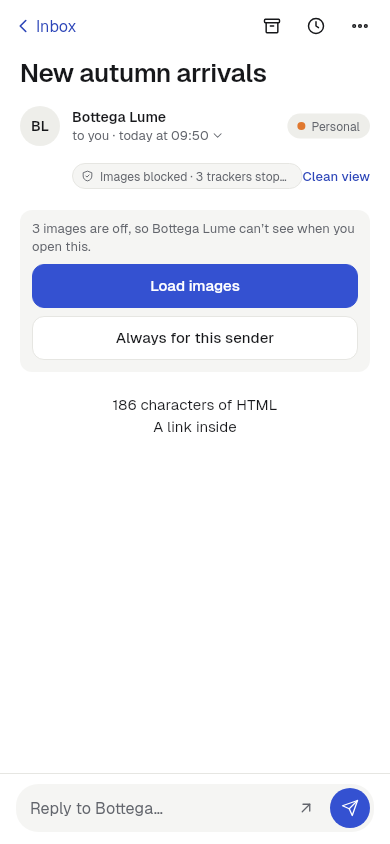 Inbox
New autumn arrivals
BL
Bottega Lume
to you · today at 09:50
Personal
Images blocked · 3 trackers stop…
Clean view
3 images are off, so Bottega Lume can't see when you
open this.
Load images
Always for this sender
186 characters of HTML
A link inside
Reply to Bottega…